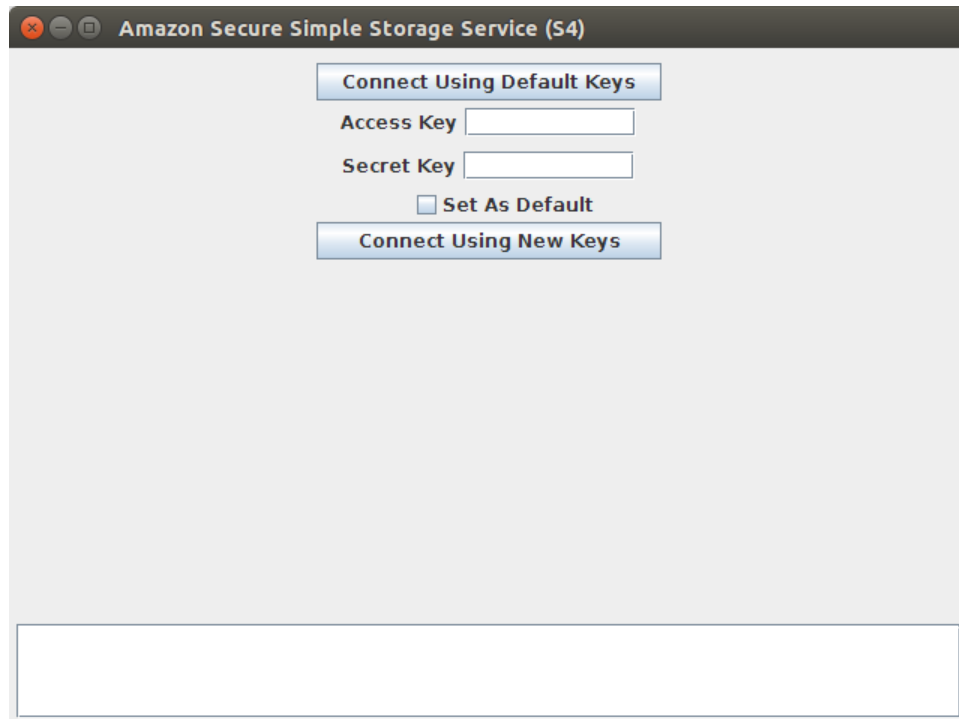 Amazon Secure Simple Storage Service (S4)
Connect Using Default Keys
Access Key
Secret Key
Set As Default
Connect Using New Keys